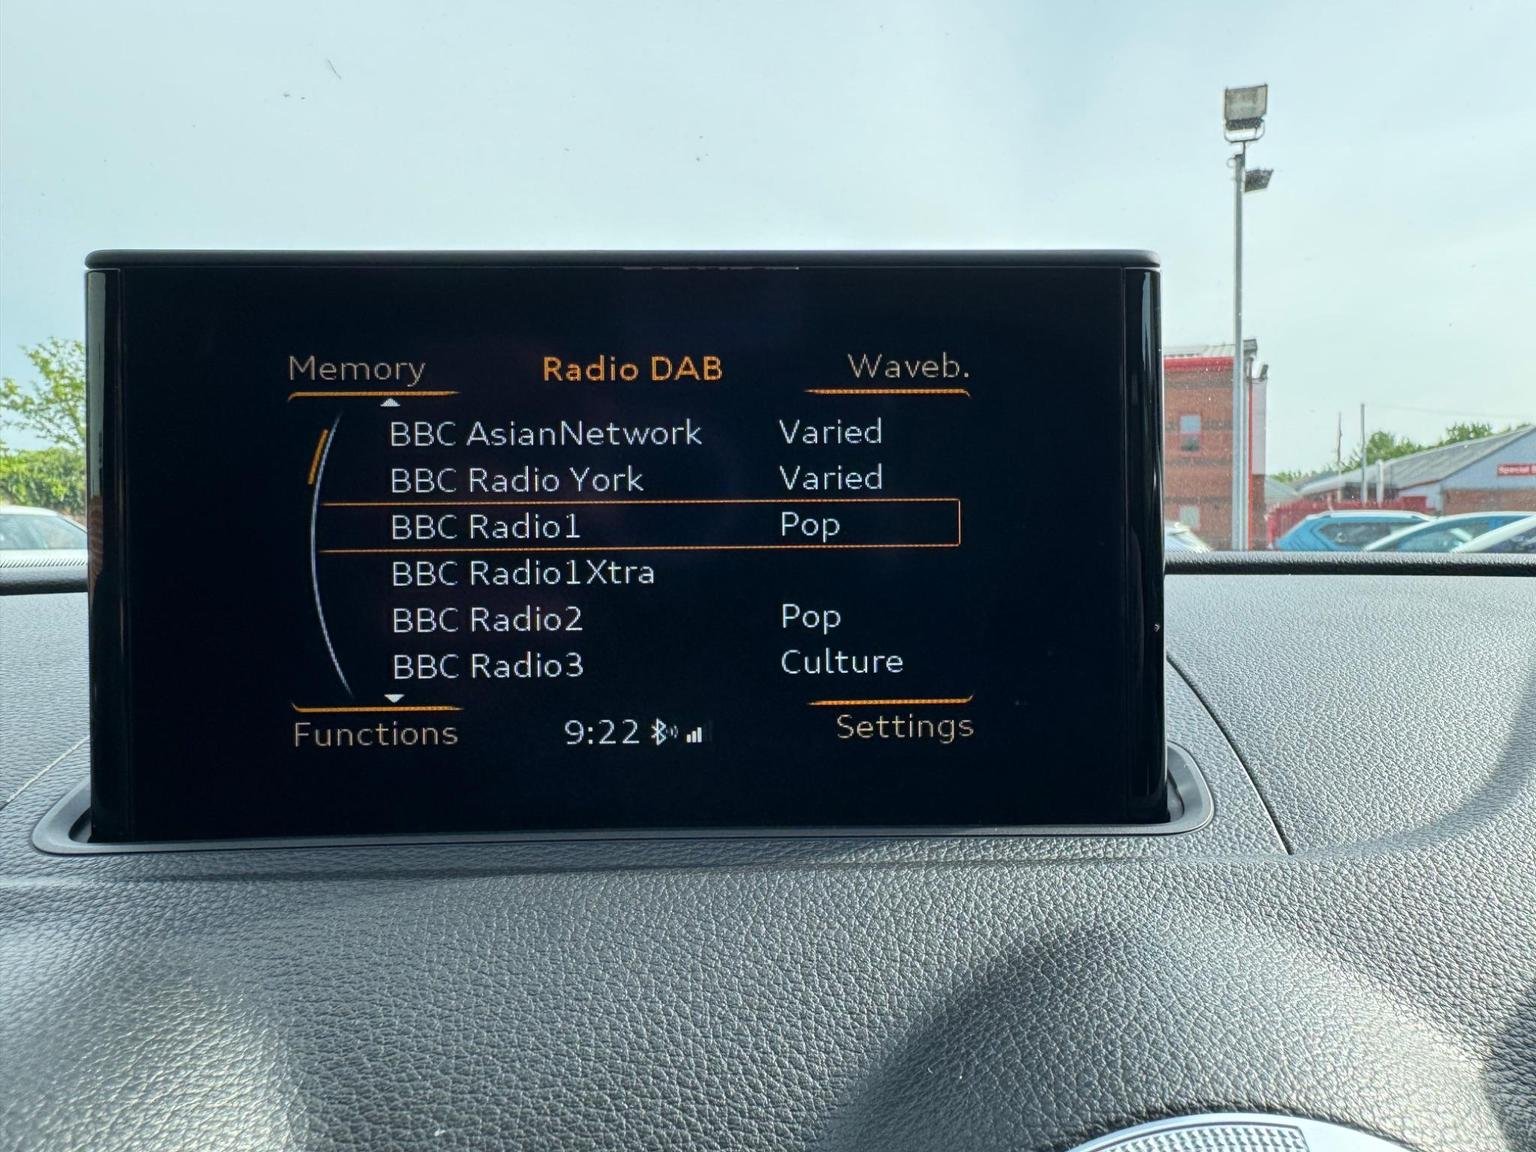 Memory Radio DAB Waveb.
BBC AsianNetwork Varied
BBC Radio York Varied
BBC Radio1 Pop
BBC Radio1Xtra
BBC Radio2 Pop
BBC Radio3 Culture
Functions 9:22 Settings
Special